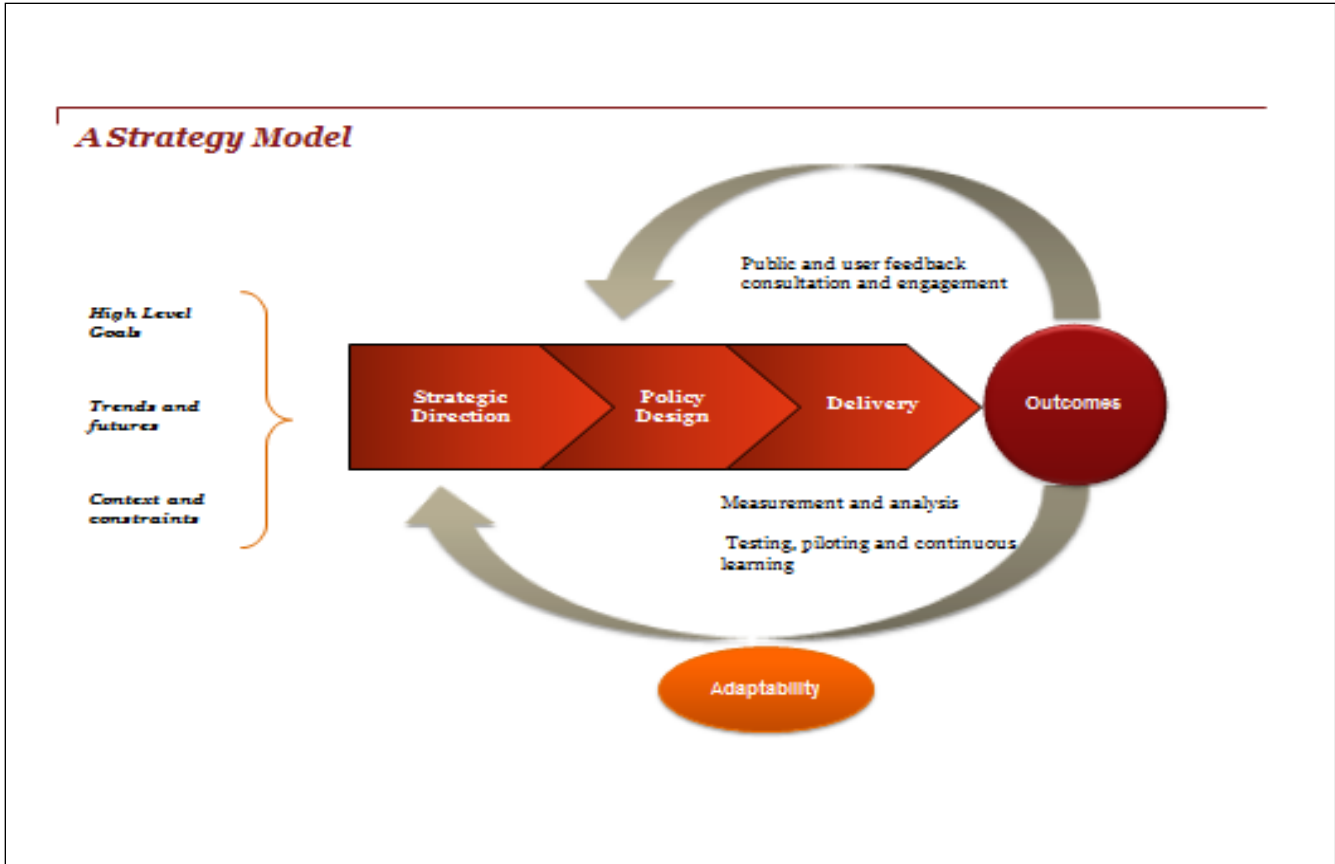 A Strategy Model
High Level
Goals
Trends and
futures
Context and
constraints
Public and user feedback
consultation and engagement
Strategic
Direction
Policy
Design
Delivery
Outcomes
Measurement and analysis
Testing, piloting and continuous
learning
Adaptability